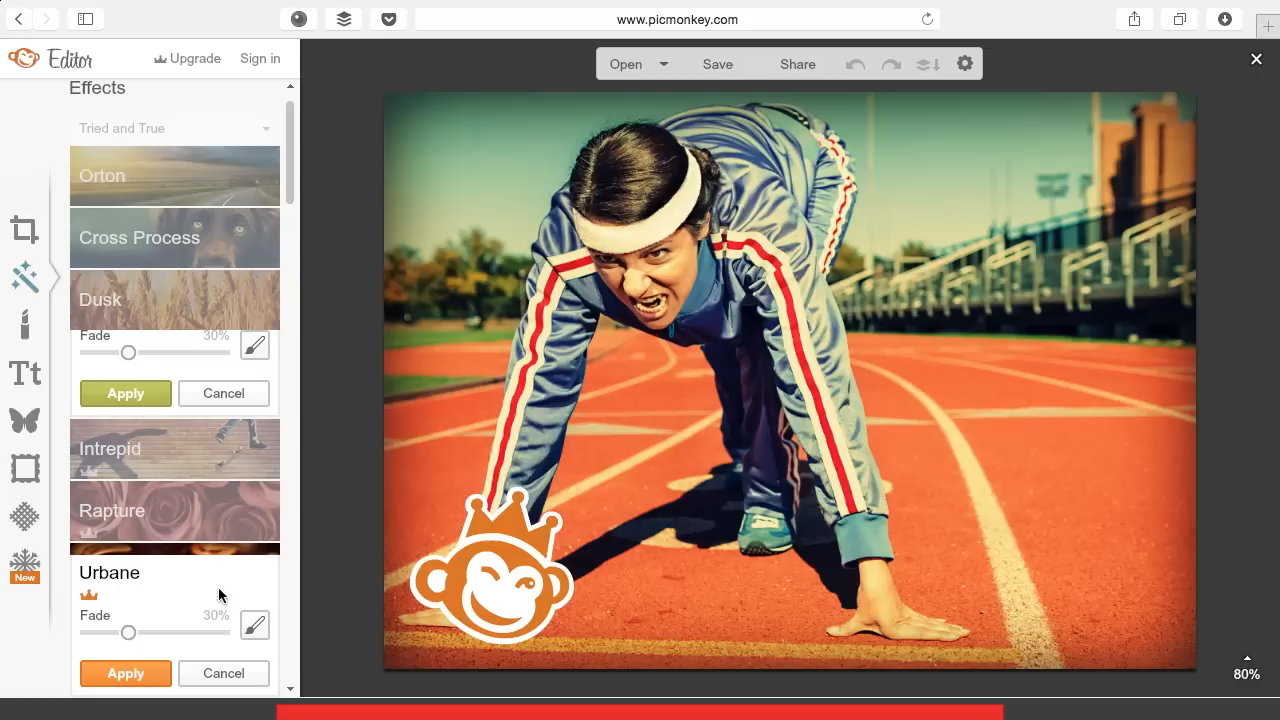 www.picmonkey.com
Editor
Upgrade
Sign in
Open
Save
Share
Effects
Tried and True
Orton
Cross Process
Dusk
Fade 30%
Apply
Cancel
Intrepid
Rapture
Urbane
Fade 30%
Apply
Cancel
Tt
New
80%